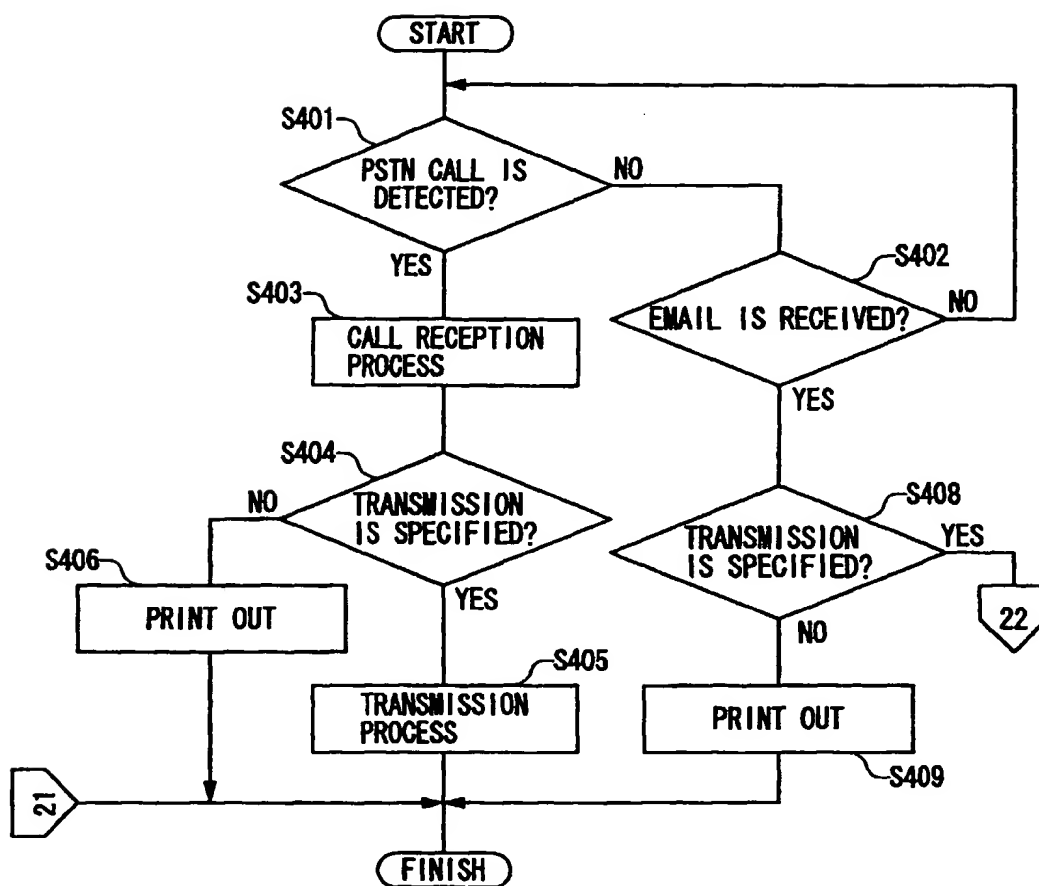 START
S401
PSTN CALL IS
DETECTED?
NO
YES
S402
EMAIL IS RECEIVED?
NO
YES
S403
CALL RECEPTION
PROCESS
S404
TRANSMISSION
IS SPECIFIED?
NO
YES
S408
TRANSMISSION
IS SPECIFIED?
YES
NO
22
S406
PRINT OUT
S405
TRANSMISSION
PROCESS
PRINT OUT
S409
21
FINISH